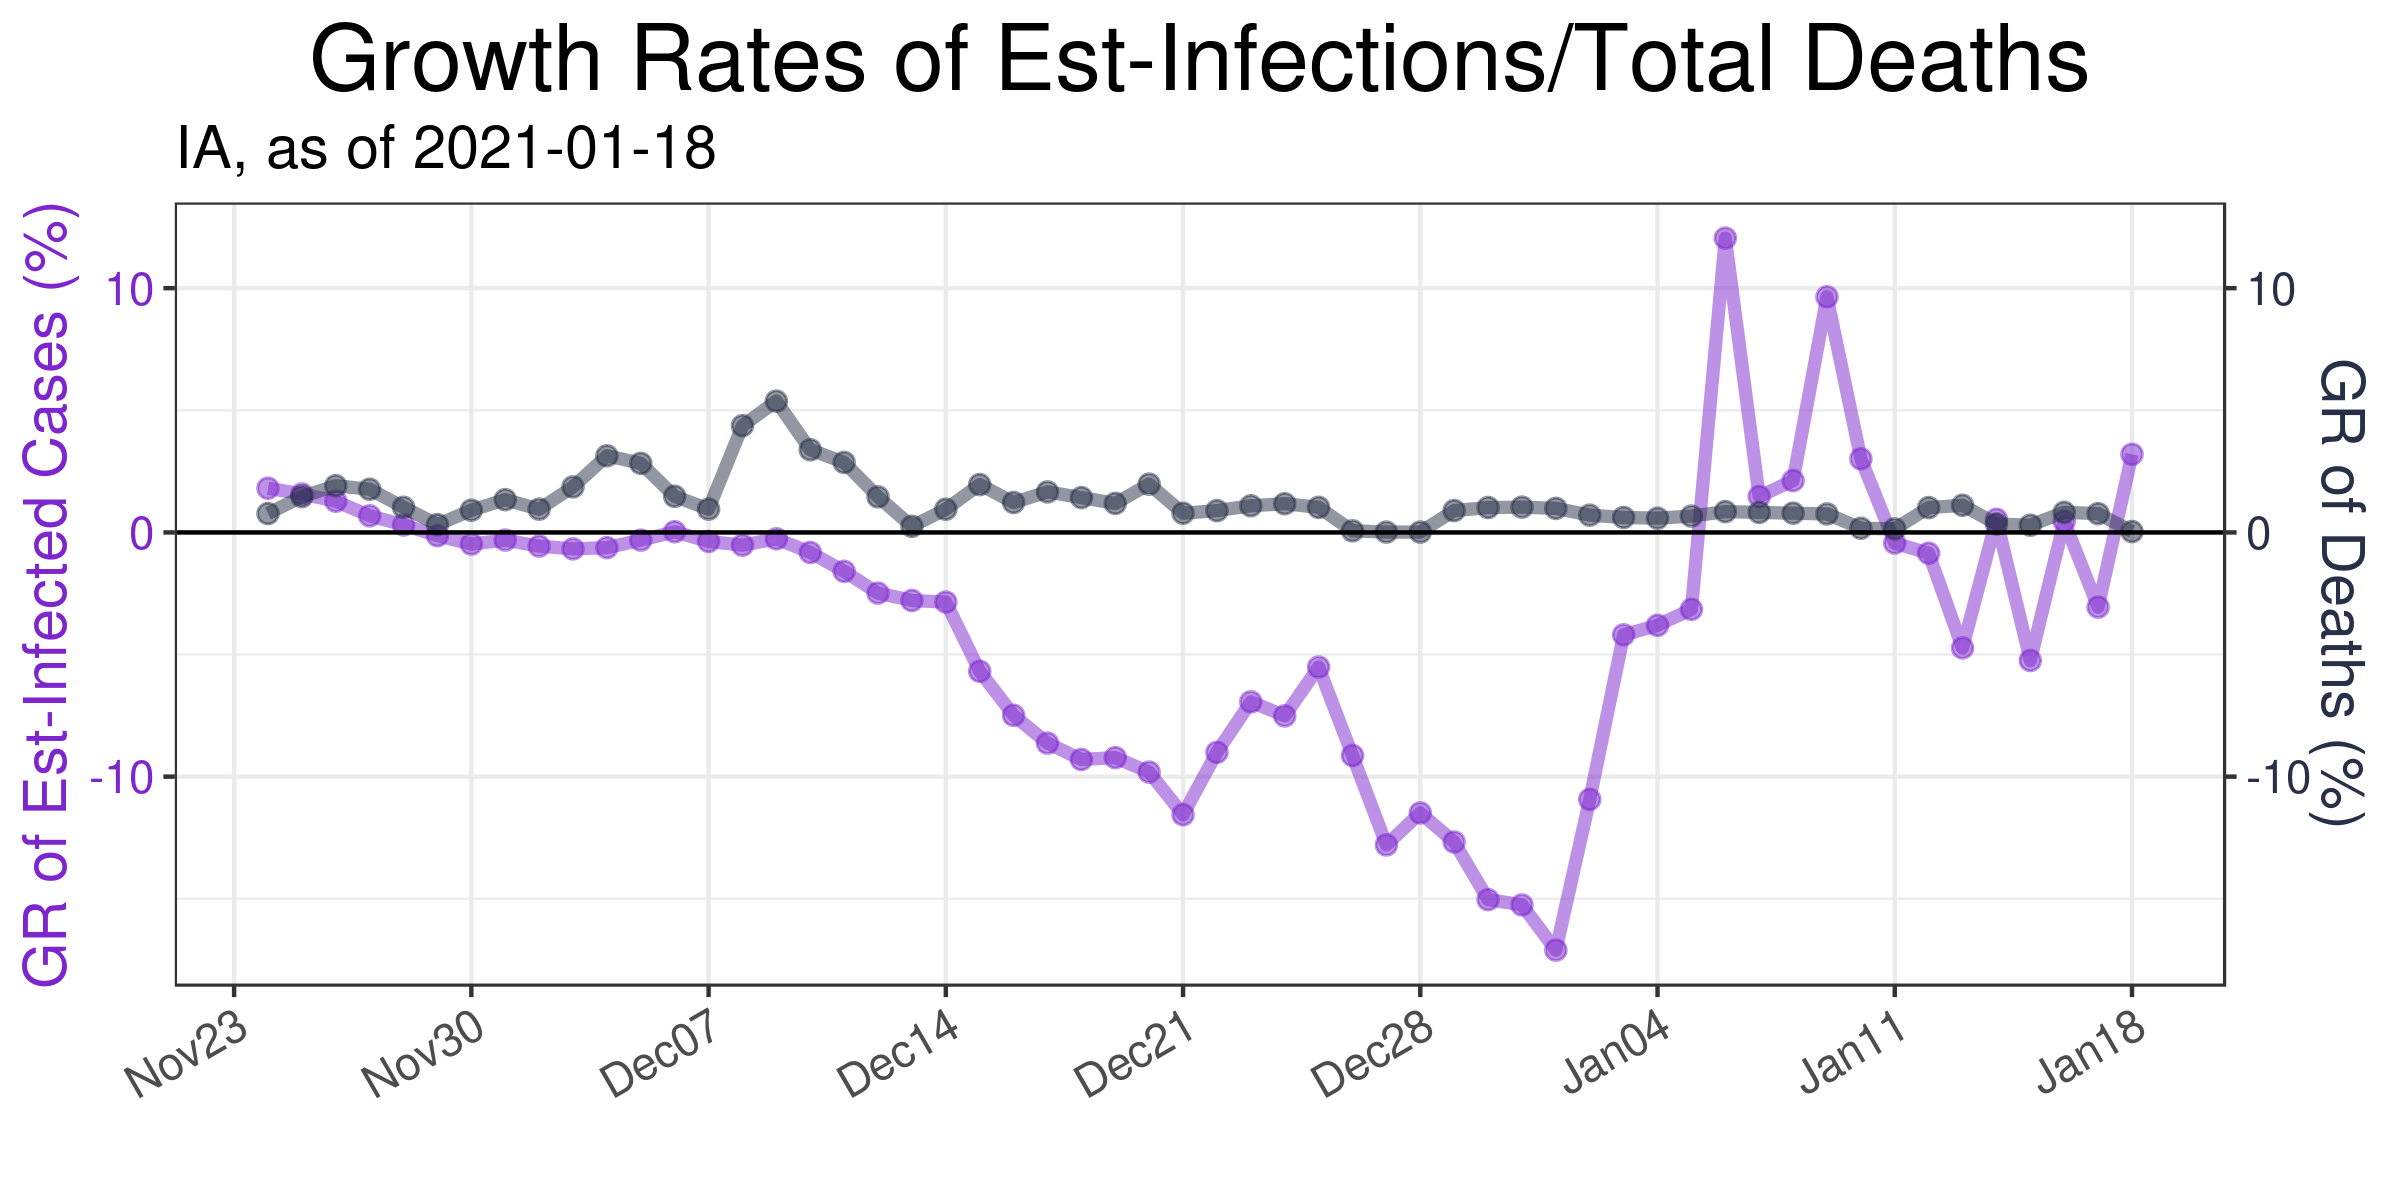 Growth Rates of Est-Infections/Total Deaths
IA, as of 2021-01-18
GR of Est-Infected Cases (%)
10
0
-10
10
0
-10
GR of Deaths (%)
Nov23
Nov30
Dec07
Dec14
Dec21
Dec28
Jan04
Jan11
Jan18